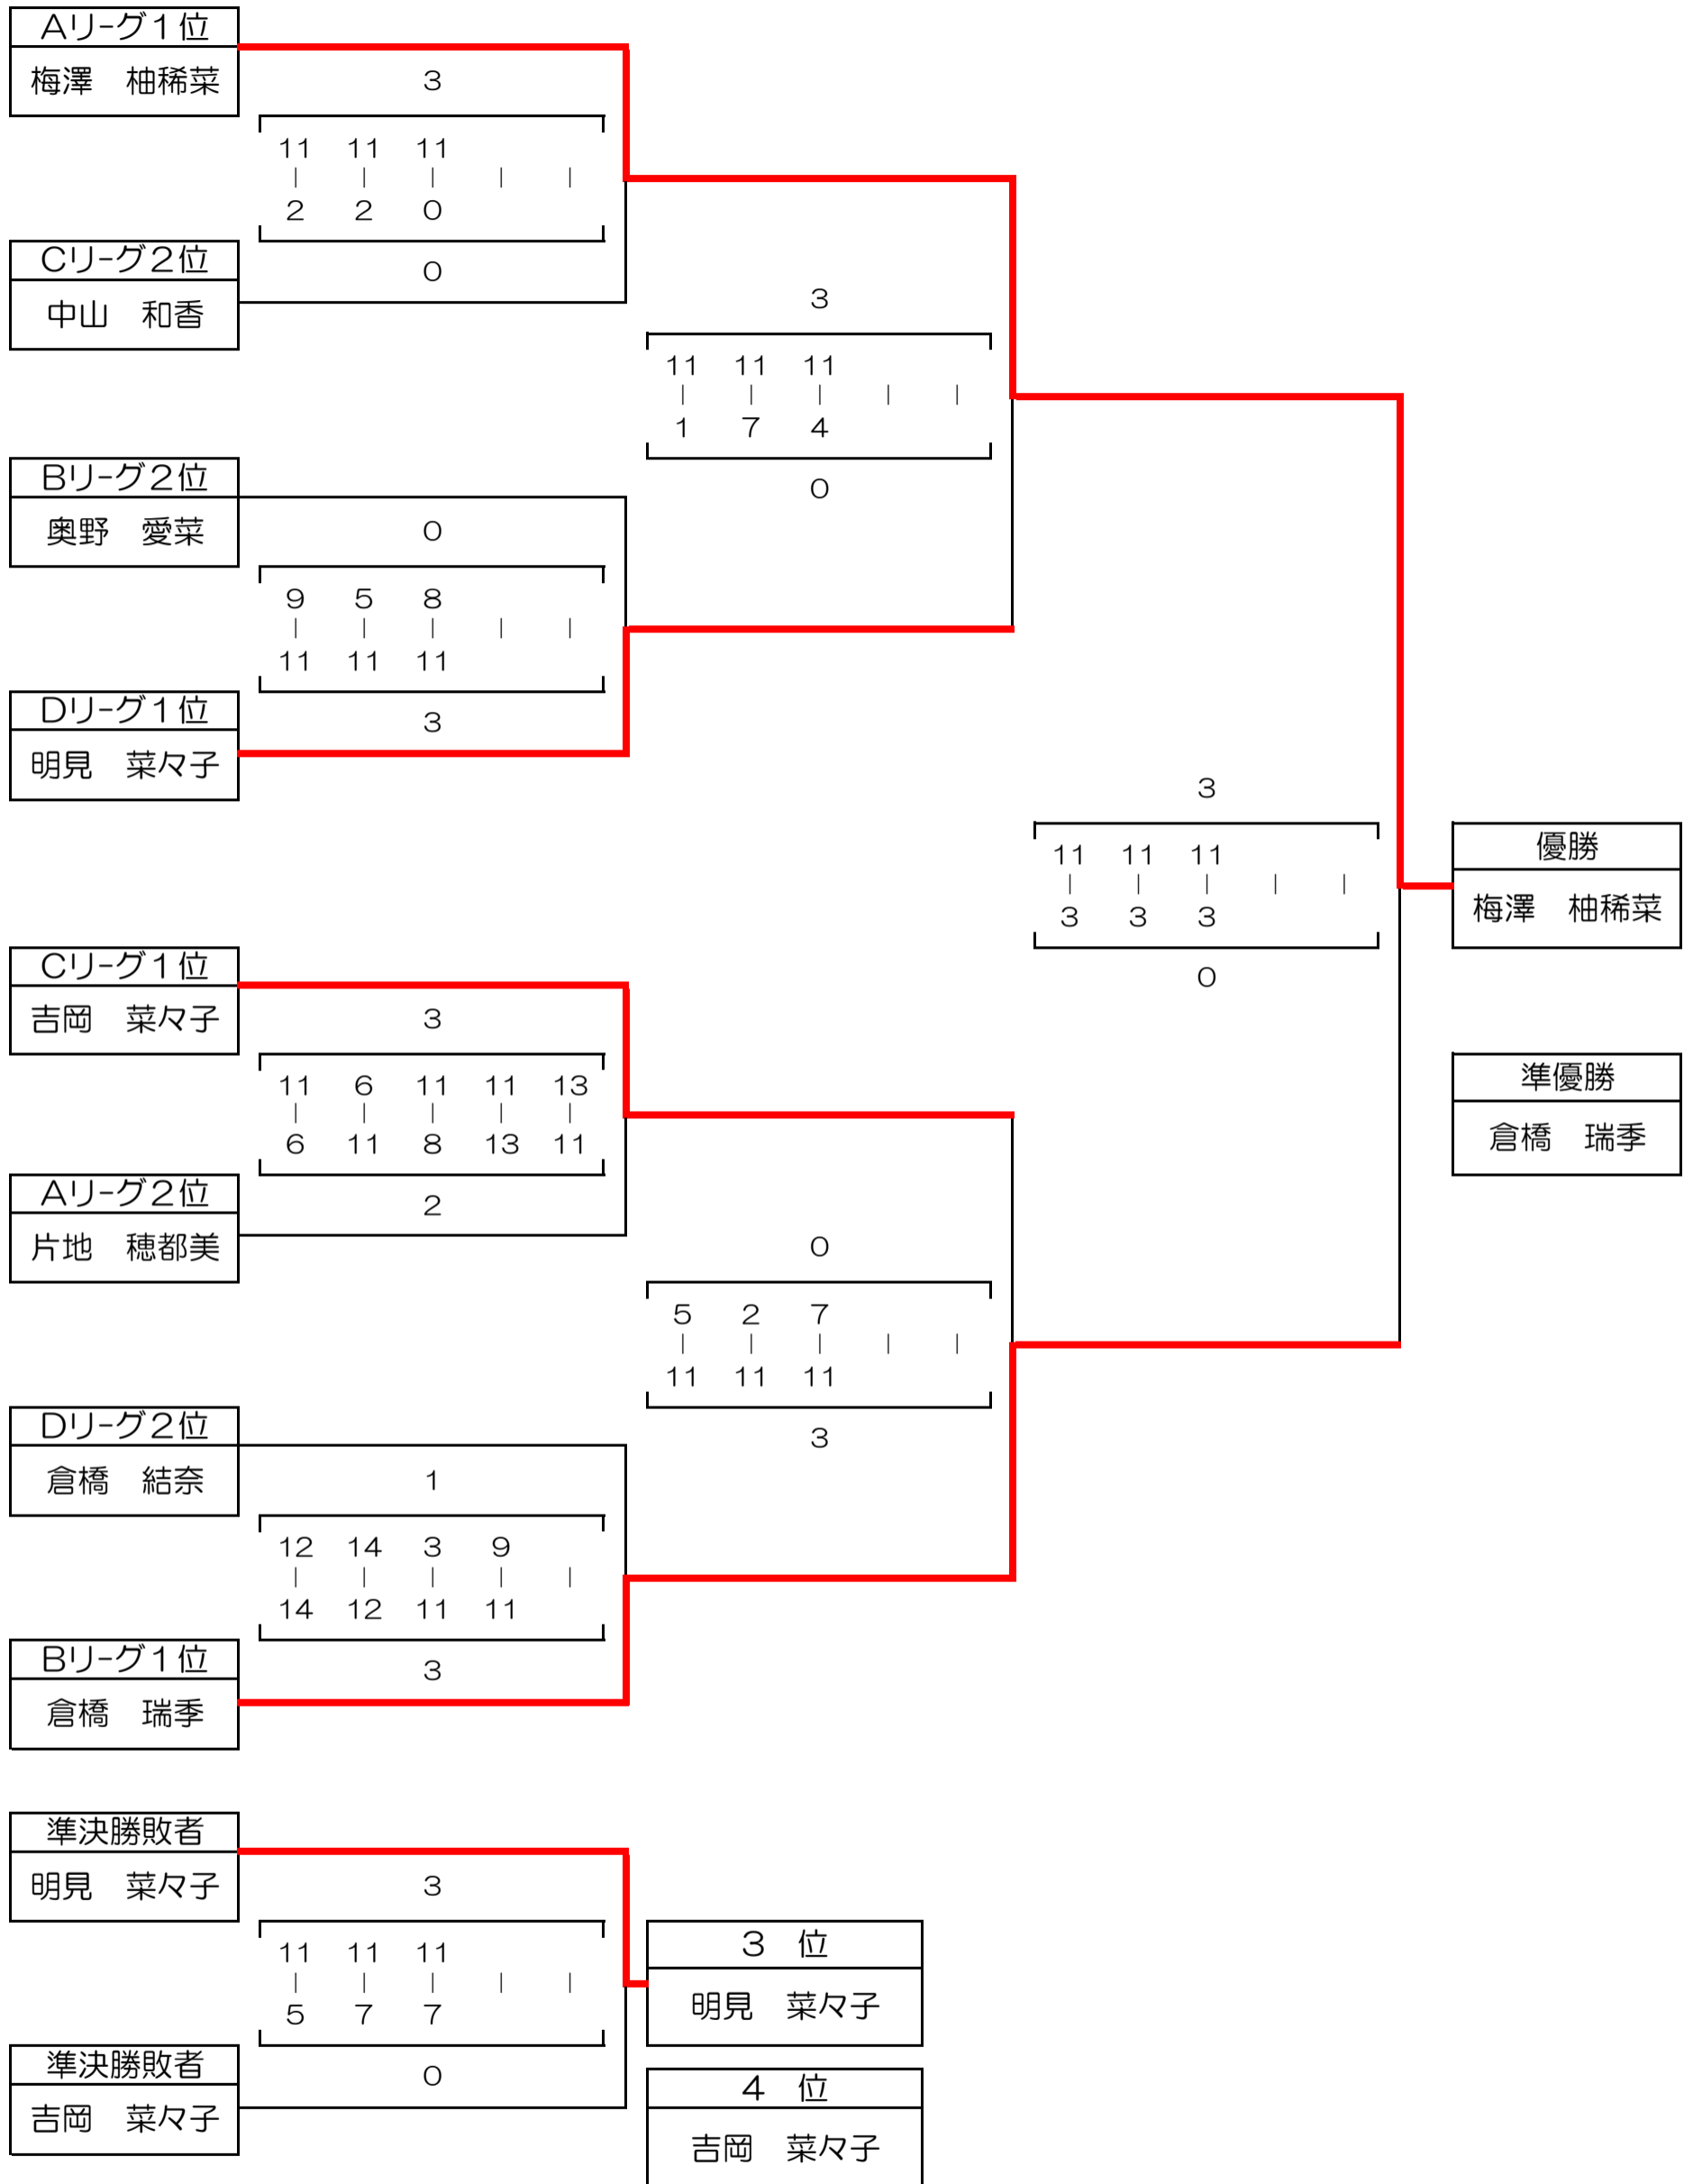 Aリーグ1位
梅澤　柚稀菜
3
11 11 11
| | | | |
2 2 0
0
Cリーグ2位
中山　和香
3
11 11 11
| | | | |
1 7 4
0
Bリーグ2位
奥野　愛菜
0
9 5 8
| | | | |
11 11 11
3
Dリーグ1位
明見　菜々子
3
11 11 11
| | | | |
3 3 3
0
優勝
梅澤　柚稀菜
準優勝
倉橋　瑞季
Cリーグ1位
吉岡　菜々子
3
11 6 11 11 13
| | | | |
6 11 8 13 11
2
Aリーグ2位
片地　穂都美
0
5 2 7
| | | | |
11 11 11
3
Dリーグ2位
倉橋　結奈
1
12 14 3 9
| | | | |
14 12 11 11
3
Bリーグ1位
倉橋　瑞季
準決勝敗者
明見　菜々子
3
11 11 11
| | | | |
5 7 7
0
準決勝敗者
吉岡　菜々子
3　位
明見　菜々子
4　位
吉岡　菜々子